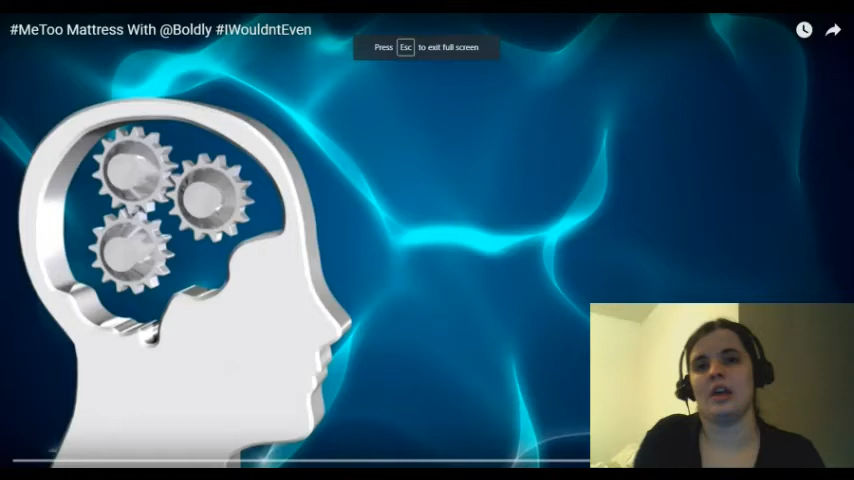 #MeToo Mattress With @Boldly #IWouldntEven
Press Esc to exit full screen